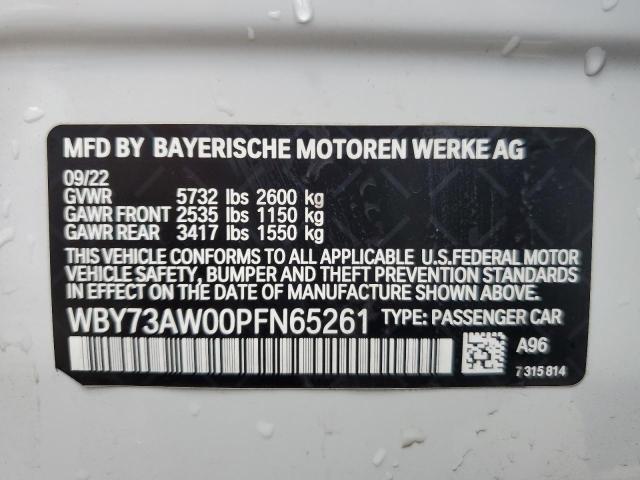 MFD BY BAYERISCHE MOTOREN WERKE AG
09/22
GVWR 5732 lbs 2600 kg
GAWR FRONT 2535 lbs 1150 kg
GAWR REAR 3417 lbs 1550 kg
THIS VEHICLE CONFORMS TO ALL APPLICABLE U.S. FEDERAL MOTOR
VEHICLE SAFETY, BUMPER AND THEFT PREVENTION STANDARDS
IN EFFECT ON THE DATE OF MANUFACTURE SHOWN ABOVE.
WBY73AW00PFN65261 TYPE: PASSENGER CAR
A96
7 315 814